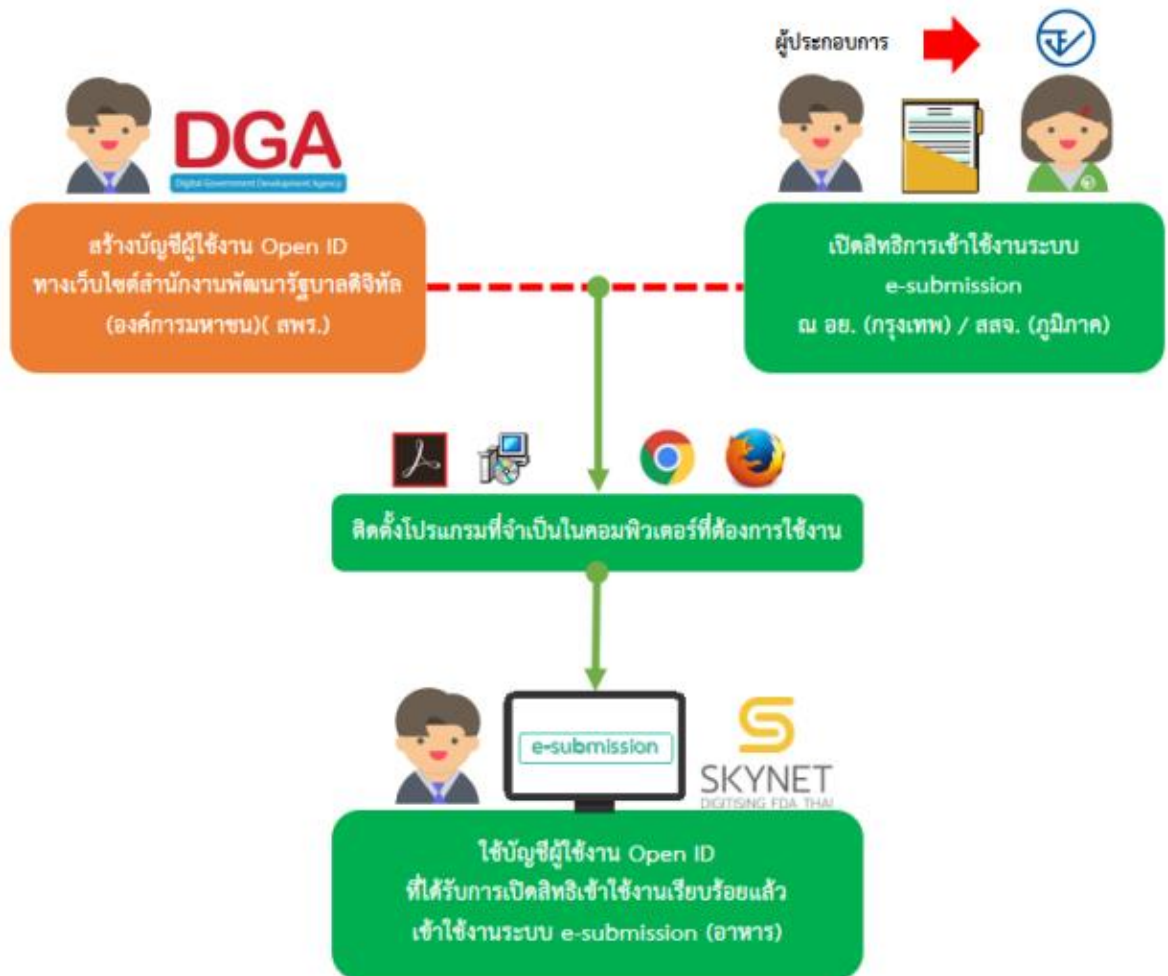 ผู้ประกอบการ
DGA
Digital Government Development Agency
สร้างบัญชีผู้ใช้งาน Open ID
ทางเว็บไซต์สำนักงานพัฒนารัฐบาลดิจิทัล
(องค์การมหาชน)( สพร.)
เปิดสิทธิการเข้าใช้งานระบบ
e-submission
ณ อย. (กรุงเทพ) / สสจ. (ภูมิภาค)
ติดตั้งโปรแกรมที่จำเป็นในคอมพิวเตอร์ที่ต้องการใช้งาน
e-submission
SKYNET
DIGITISING FDA THAI
ใช้บัญชีผู้ใช้งาน Open ID
ที่ได้รับการเปิดสิทธิเข้าใช้งานเรียบร้อยแล้ว
เข้าใช้งานระบบ e-submission (อาหาร)